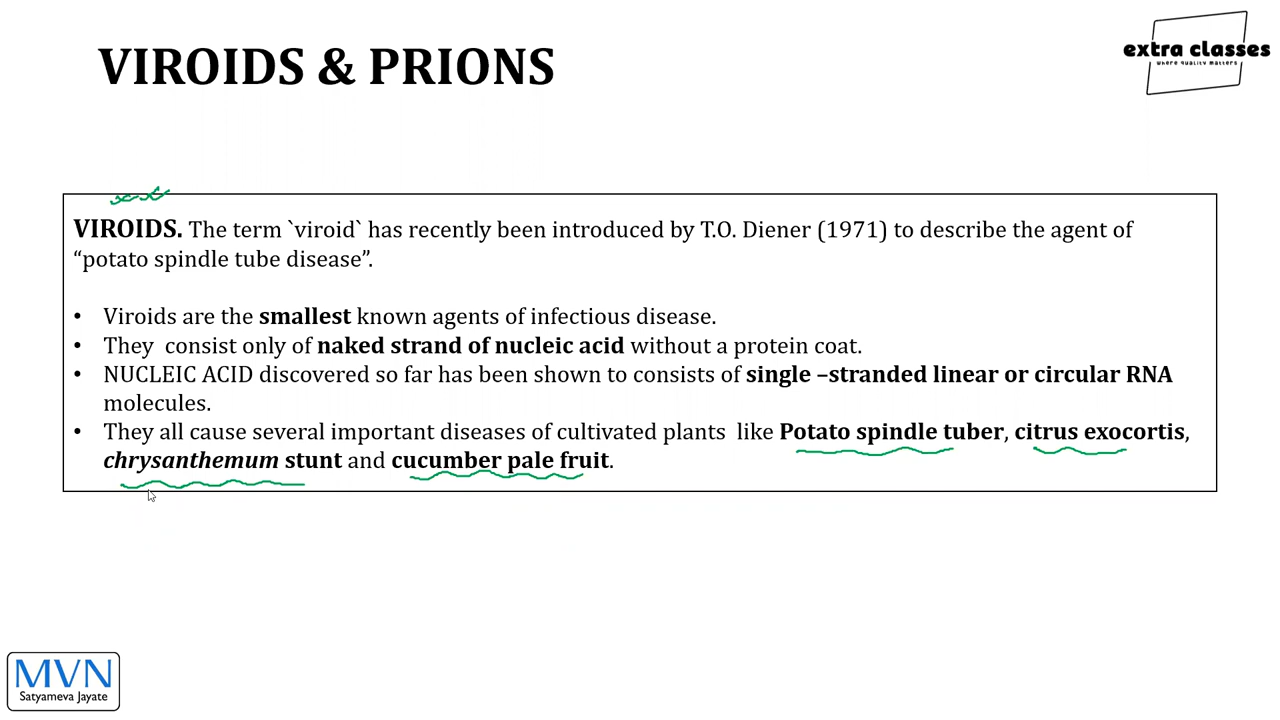 VIROIDS & PRIONS
extra classes
where quality matters
VIROIDS. The term `viroid` has recently been introduced by T.O. Diener (1971) to describe the agent of
“potato spindle tube disease”.
• Viroids are the smallest known agents of infectious disease.
• They  consist only of naked strand of nucleic acid without a protein coat.
• NUCLEIC ACID discovered so far has been shown to consists of single –stranded linear or circular RNA
molecules.
• They all cause several important diseases of cultivated plants  like Potato spindle tuber, citrus exocortis,
chrysanthemum stunt and cucumber pale fruit.
MVN
Satyameva Jayate